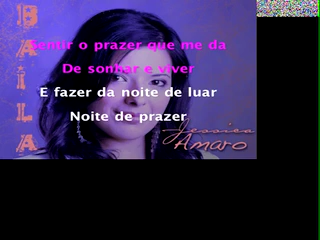 BAILA
Sentir o prazer que me da
De sonhar e viver
E fazer da noite de luar
Noite de prazer
Jessica
Amaro